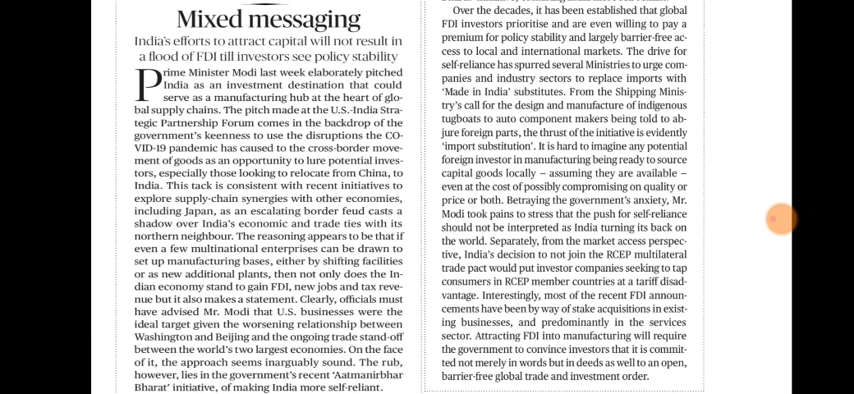 Mixed messaging
India's efforts to attract capital will not result in
a flood of FDI till investors see policy stability
Prime Minister Modi last week elaborately pitched
India as an investment destination that could
serve as a manufacturing hub at the heart of glo-
bal supply chains. The pitch made at the U.S.-India Stra-
tegic Partnership Forum comes in the backdrop of the
government's keenness to use the disruptions the CO-
VID-19 pandemic has caused to the cross-border move-
ment of goods as an opportunity to lure potential inves-
tors, especially those looking to relocate from China, to
India. This tack is consistent with recent initiatives to
explore supply-chain synergies with other economies,
including Japan, as an escalating border feud casts a
shadow over India's economic and trade ties with its
northern neighbour. The reasoning appears to be that if
even a few multinational enterprises can be drawn to
set up manufacturing bases, either by shifting facilities
or as new additional plants, then not only does the In-
dian economy stand to gain FDI, new jobs and tax reve-
nue but it also makes a statement. Clearly, officials must
have advised Mr. Modi that U.S. businesses were the
ideal target given the worsening relationship between
Washington and Beijing and the ongoing trade stand-off
between the world's two largest economies. On the face
of it, the approach seems inarguably sound. The rub,
however, lies in the government's recent 'Aatmanirbhar
Bharat' initiative, of making India more self-reliant.
Over the decades, it has been established that global
FDI investors prioritise and are even willing to pay a
premium for policy stability and largely barrier-free ac-
cess to local and international markets. The drive for
self-reliance has spurred several Ministries to urge com-
panies and industry sectors to replace imports with
'Made in India' substitutes. From the Shipping Minis-
try's call for the design and manufacture of indigenous
tugboats to auto component makers being told to ab-
jure foreign parts, the thrust of the initiative is evidently
'import substitution'. It is hard to imagine any potential
foreign investor in manufacturing being ready to source
capital goods locally – assuming they are available –
even at the cost of possibly compromising on quality or
price or both. Betraying the government's anxiety, Mr.
Modi took pains to stress that the push for self-reliance
should not be interpreted as India turning its back on
the world. Separately, from the market access perspec-
tive, India's decision to not join the RCEP multilateral
trade pact would put investor companies seeking to tap
consumers in RCEP member countries at a tariff disad-
vantage. Interestingly, most of the recent FDI announ-
cements have been by way of stake acquisitions in exist-
ing businesses, and predominantly in the services
sector. Attracting FDI into manufacturing will require
the government to convince investors that it is commit-
ted not merely in words but in deeds as well to an open,
barrier-free global trade and investment order.